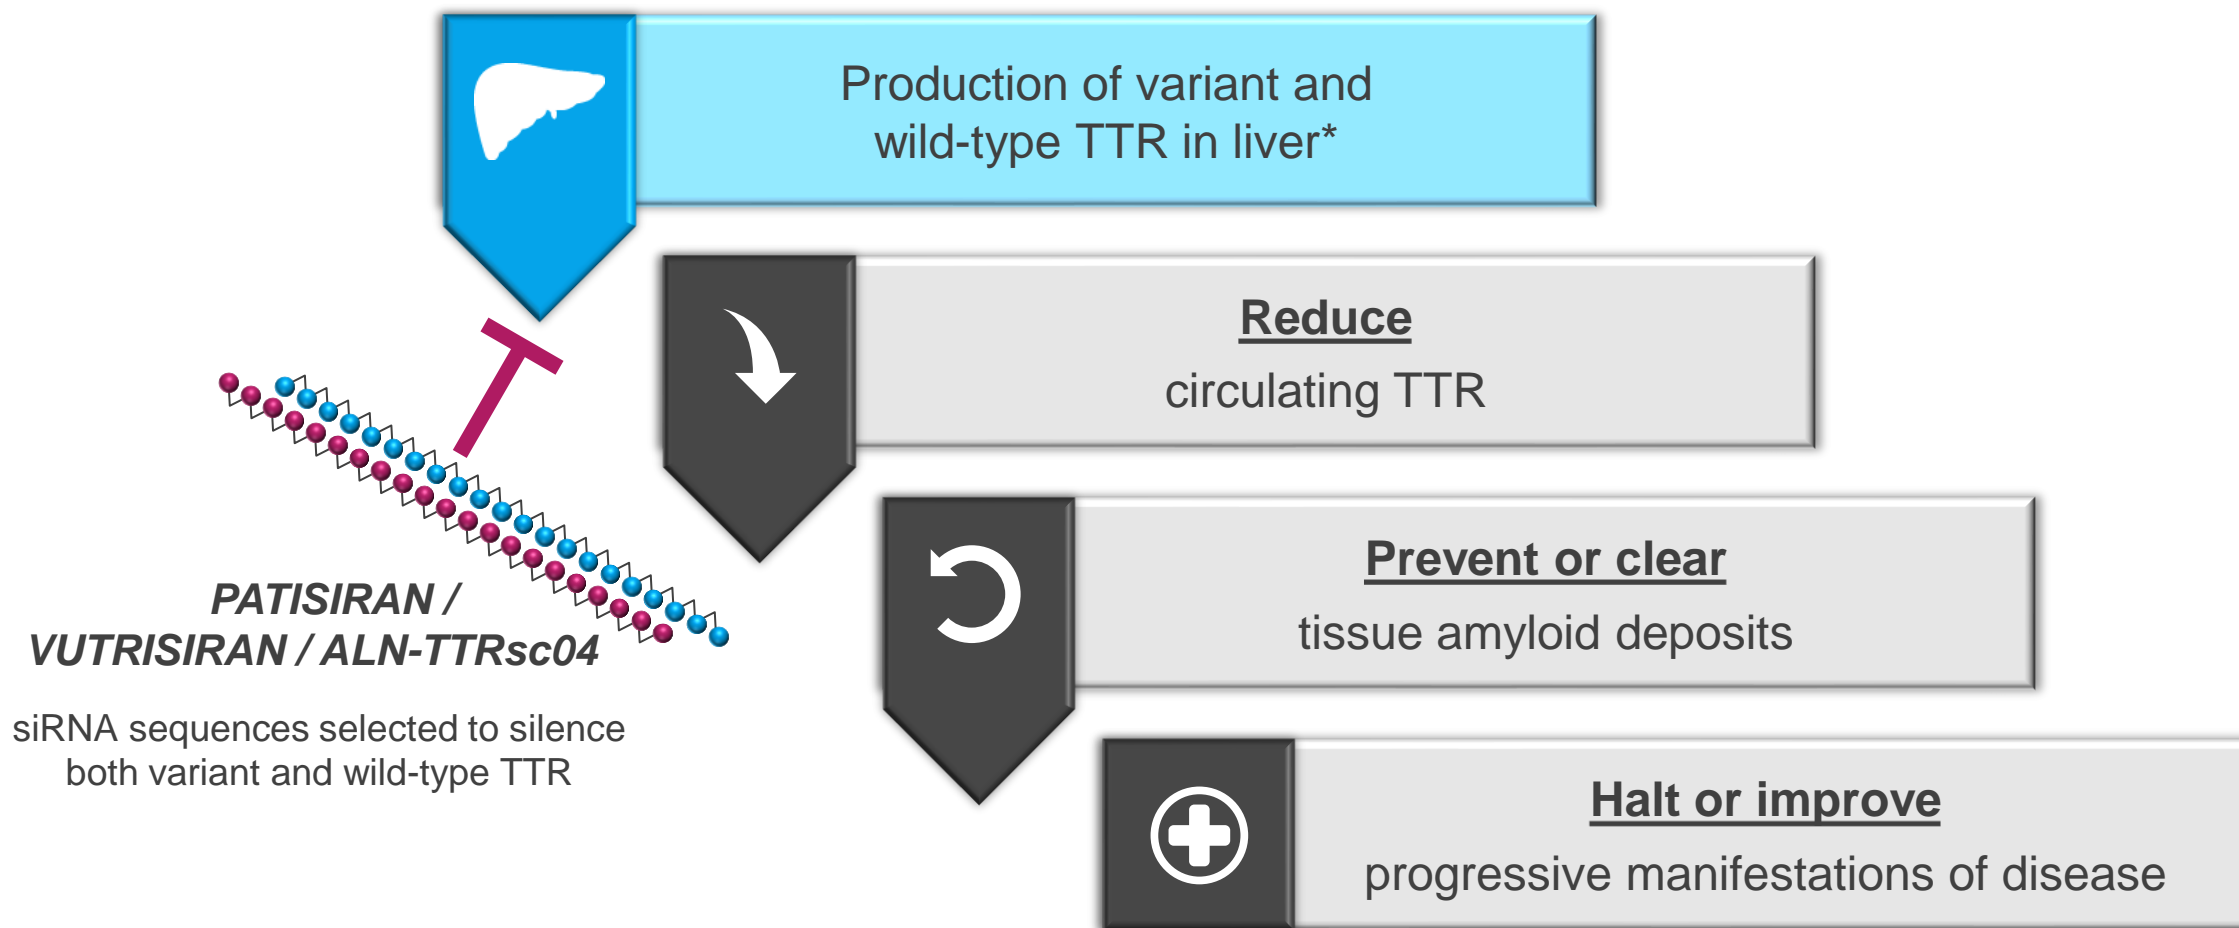 Production of variant and
wild-type TTR in liver*
Reduce
circulating TTR
Prevent or clear
tissue amyloid deposits
Halt or improve
progressive manifestations of disease
PATISIRAN /
VUTRISIRAN / ALN-TTRsc04
siRNA sequences selected to silence
both variant and wild-type TTR